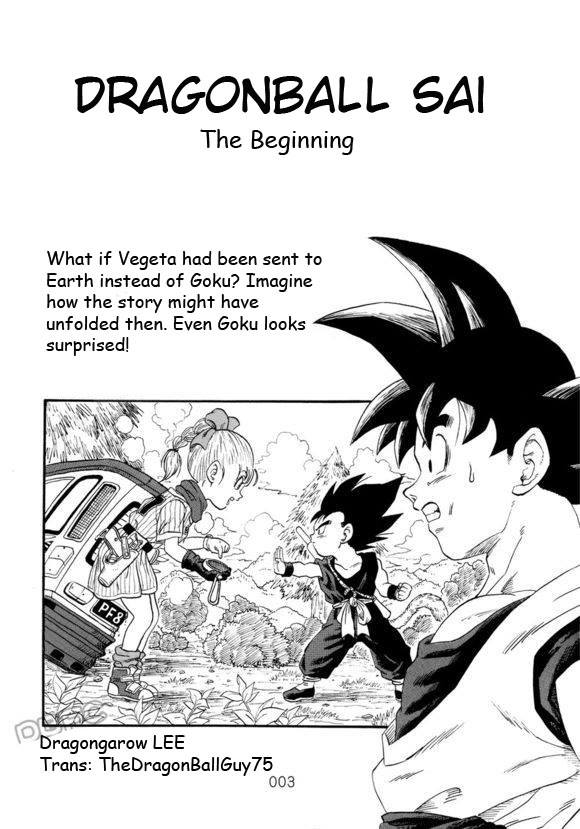 DRAGONBALL SAI
The Beginning
What if Vegeta had been sent to
Earth instead of Goku? Imagine
how the story might have
unfolded then. Even Goku looks
surprised!
PF8
Dragongarow LEE
Trans: TheDragonBallGuy75
003